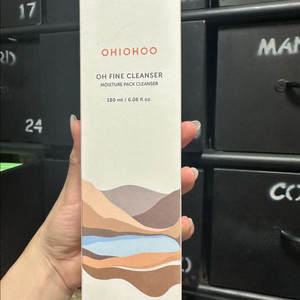 17
OHIOHOO
MAN
OH FINE CLEANSER
MOISTURE PACK CLEANSER
180 ml / 6.08 fl.oz.
24
CO